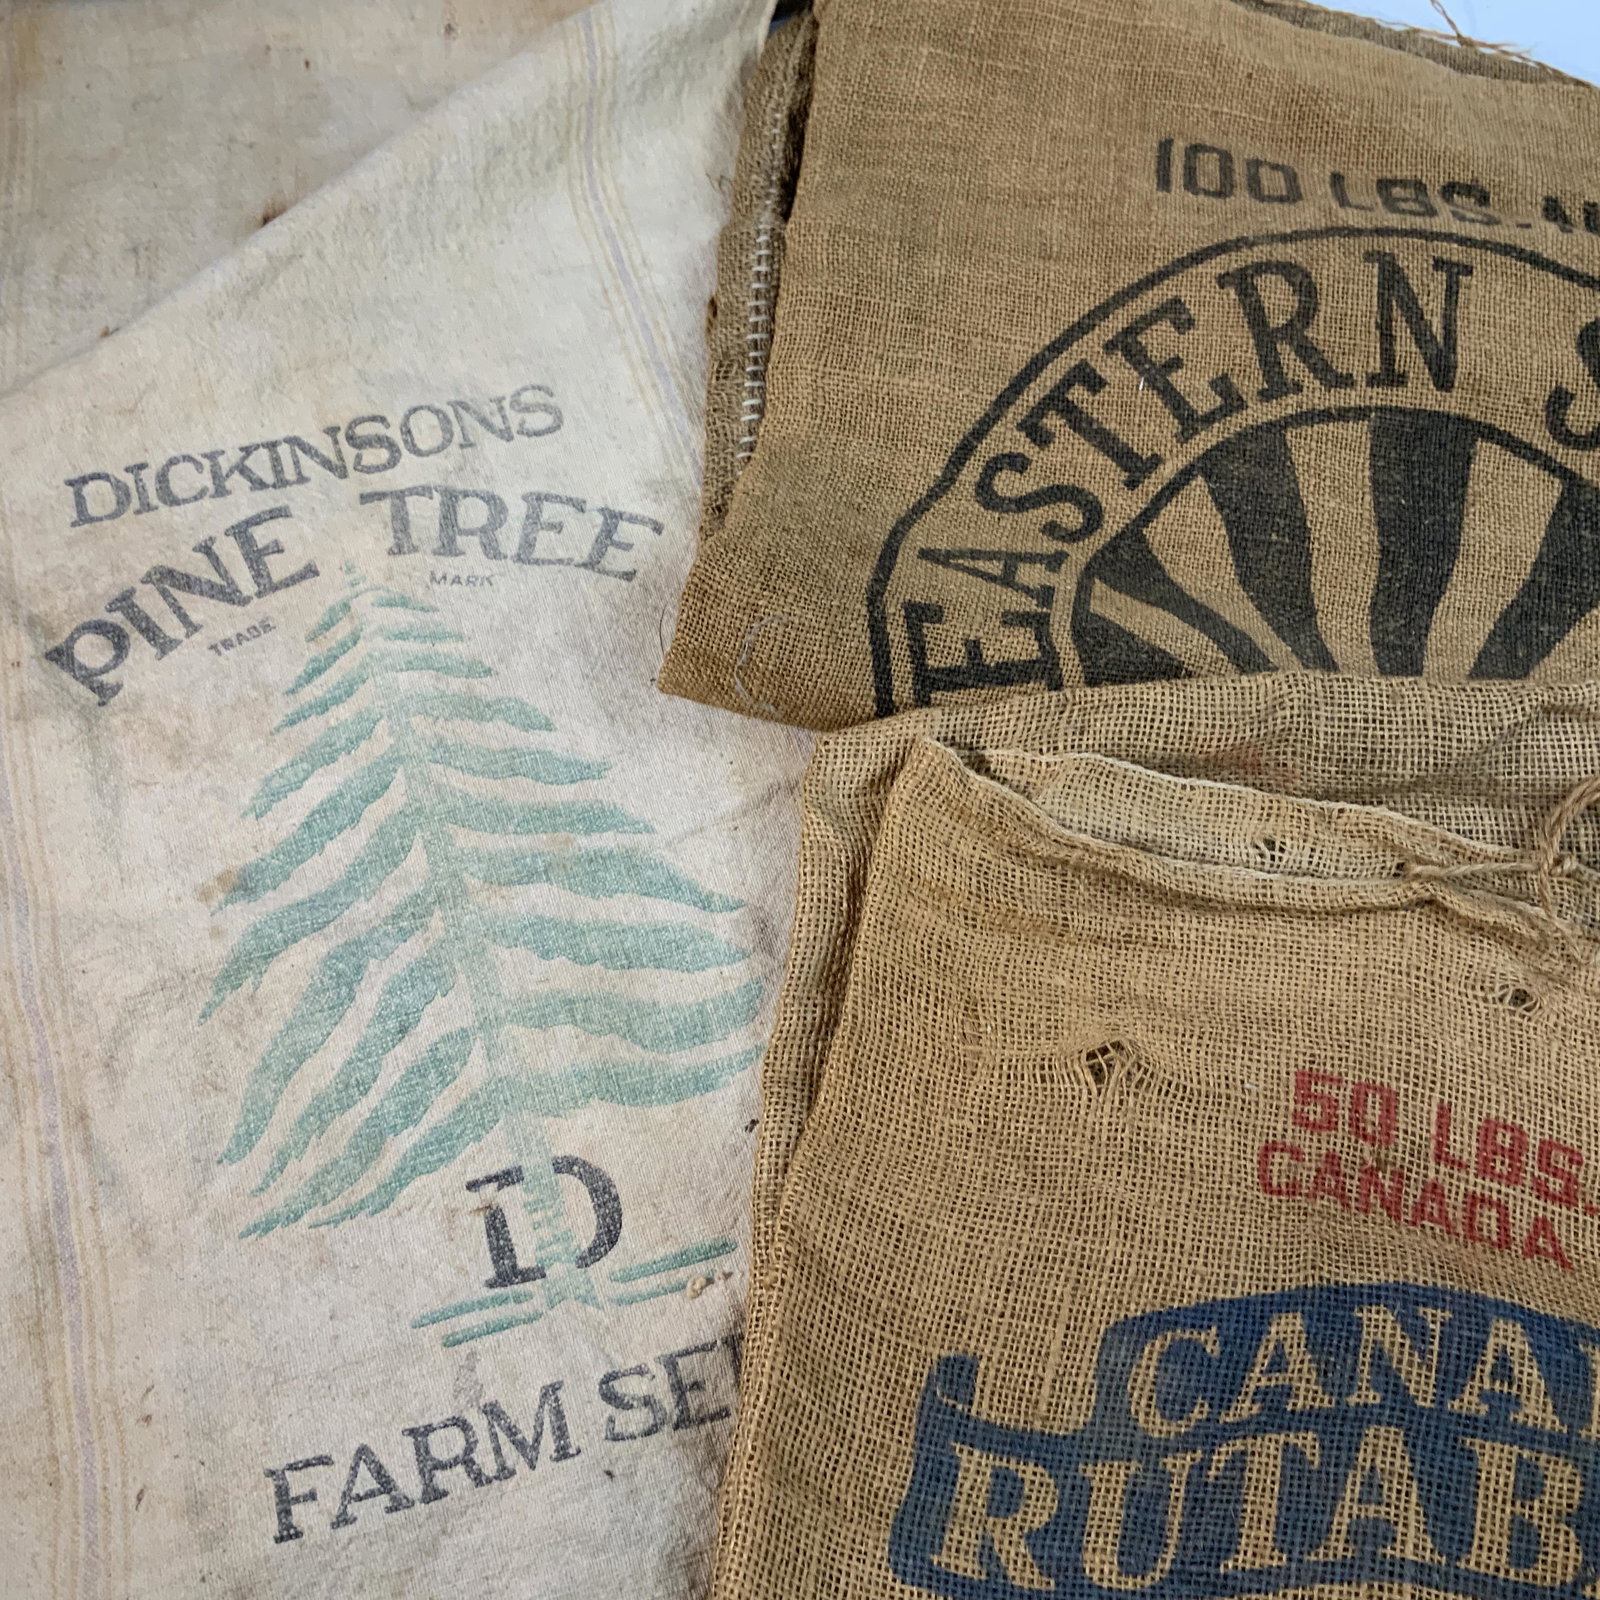 DICKINSONS
PINE TREE
TRADE MARK
D
FARM SE
100 LBS.
EASTERN S
50 LBS.
CANADA
CANA
RUTAB